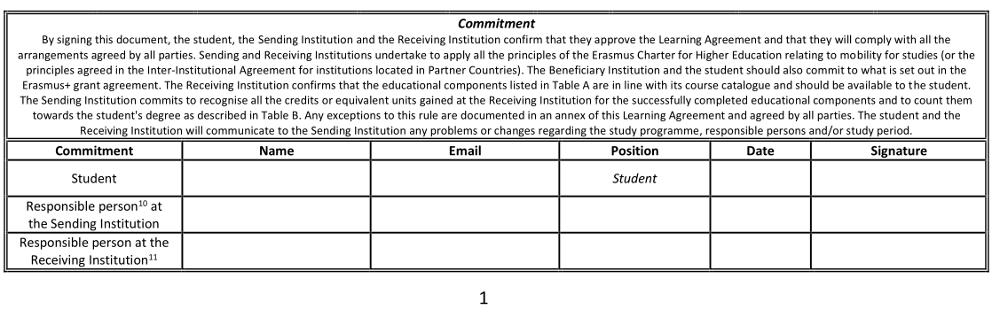 Commitment
By signing this document, the student, the Sending Institution and the Receiving Institution confirm that they approve the Learning Agreement and that they will comply with all the
arrangements agreed by all parties. Sending and Receiving Institutions undertake to apply all the principles of the Erasmus Charter for Higher Education relating to mobility for studies (or the
principles agreed in the Inter-Institutional Agreement for institutions located in Partner Countries). The Beneficiary Institution and the student should also commit to what is set out in the
Erasmus+ grant agreement. The Receiving Institution confirms that the educational components listed in Table A are in line with its course catalogue and should be available to the student.
The Sending Institution commits to recognise all the credits or equivalent units gained at the Receiving Institution for the successfully completed educational components and to count them
towards the student's degree as described in Table B. Any exceptions to this rule are documented in an annex of this Learning Agreement and agreed by all parties. The student and the
Receiving Institution will communicate to the Sending Institution any problems or changes regarding the study programme, responsible persons and/or study period.
Commitment Name Email Position Date Signature
Student Student
Responsible person¹⁰ at
the Sending Institution
Responsible person at the
Receiving Institution¹¹
1